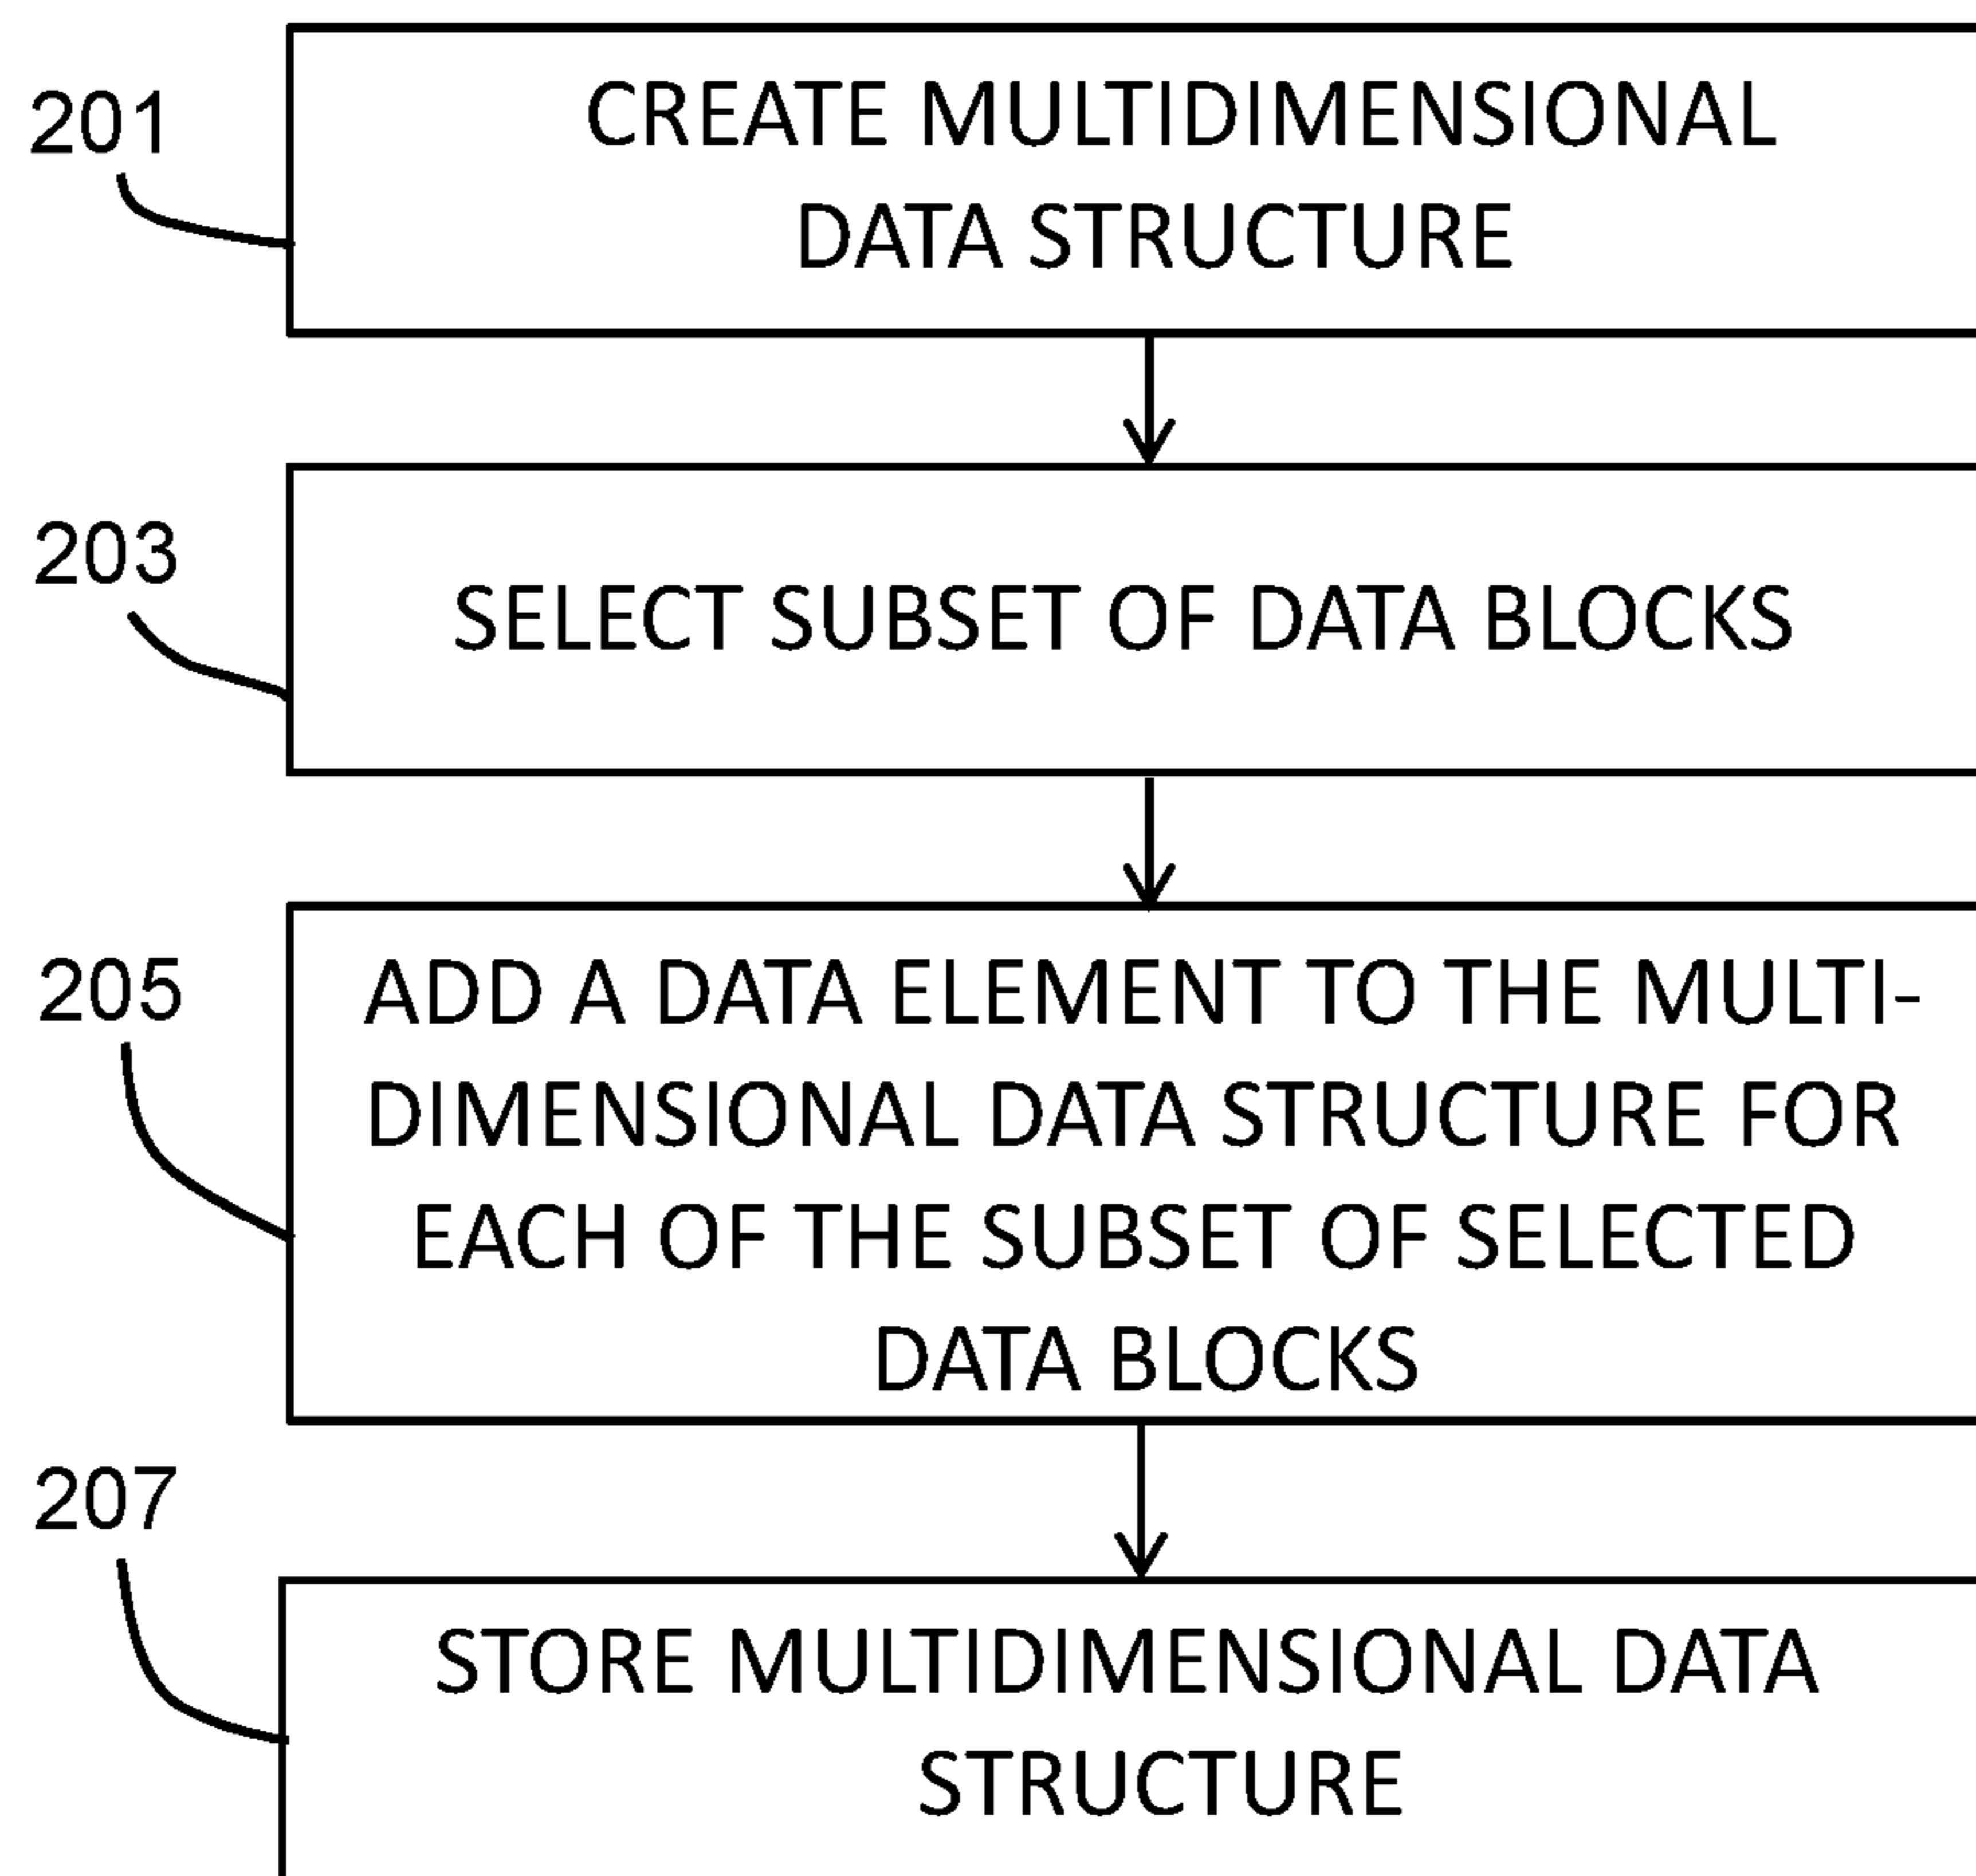 201
CREATE MULTIDIMENSIONAL
DATA STRUCTURE
203
SELECT SUBSET OF DATA BLOCKS
205
ADD A DATA ELEMENT TO THE MULTI-
DIMENSIONAL DATA STRUCTURE FOR
EACH OF THE SUBSET OF SELECTED
DATA BLOCKS
207
STORE MULTIDIMENSIONAL DATA
STRUCTURE